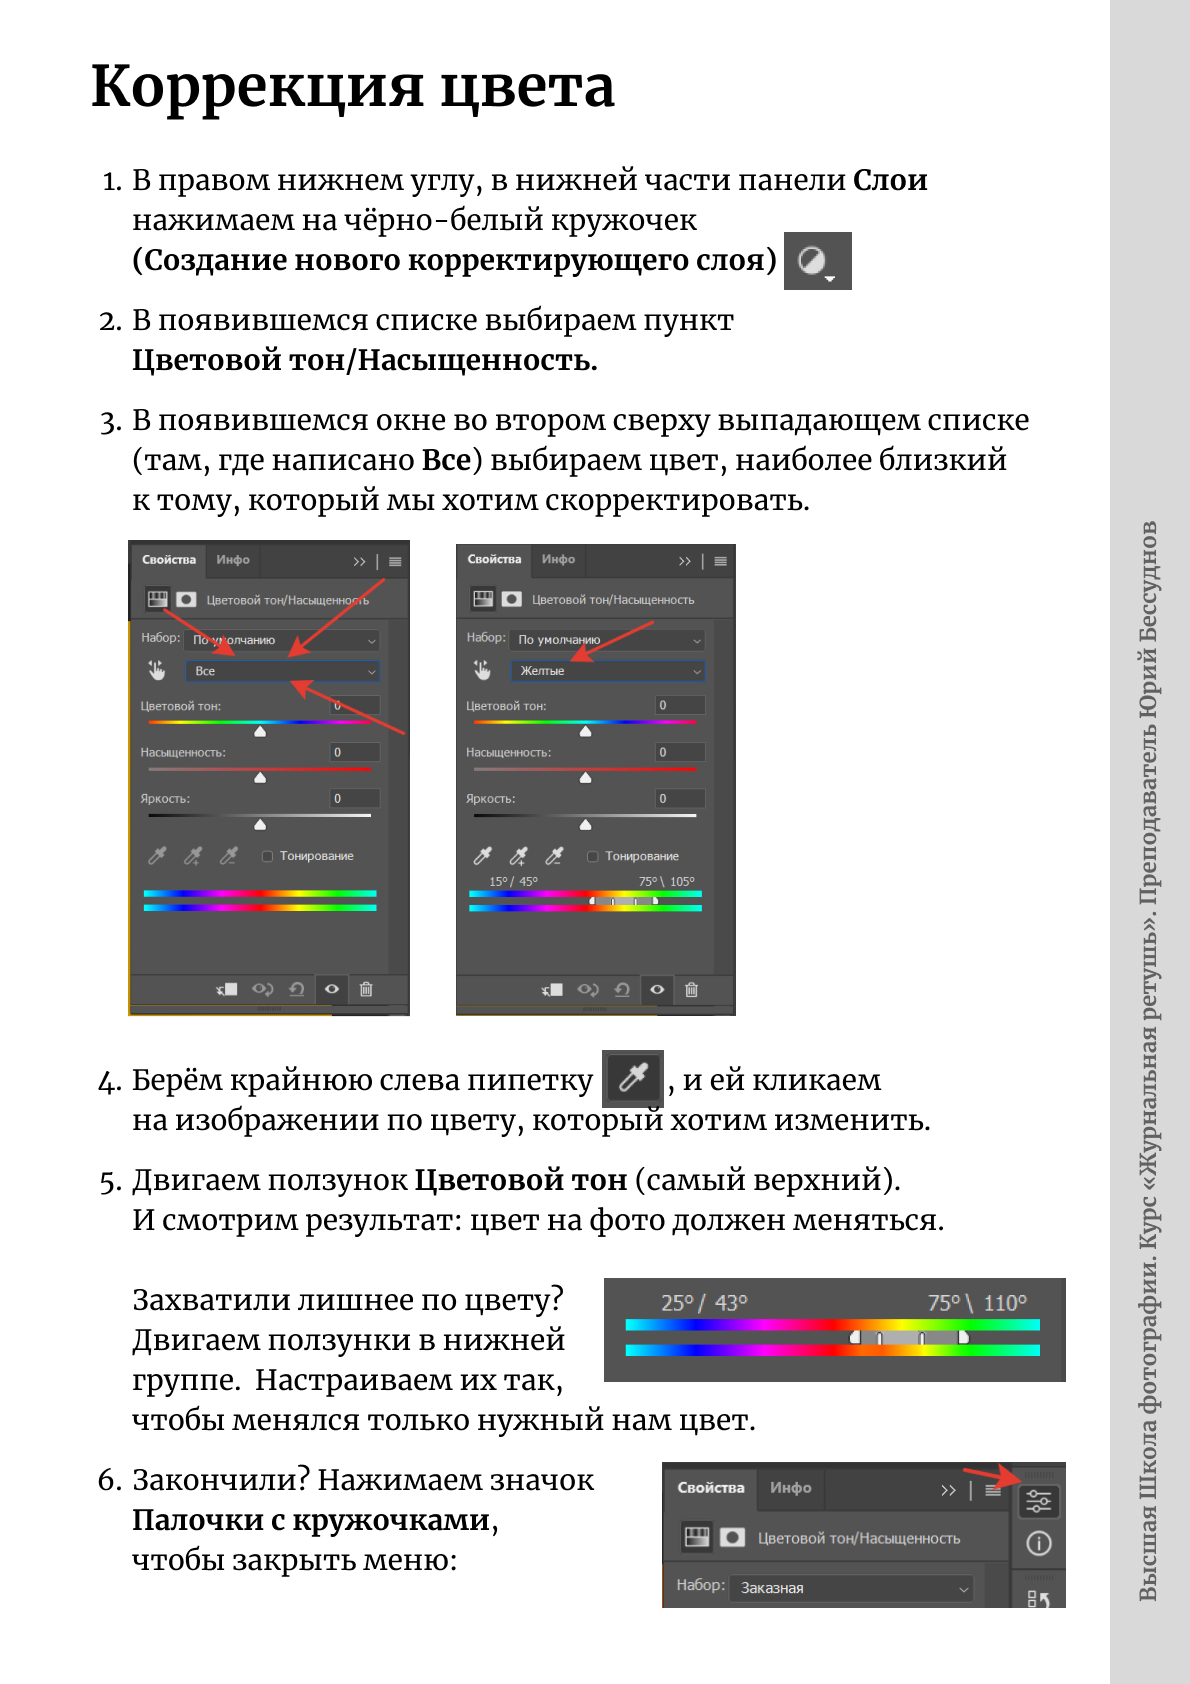 Коррекция цвета
1. В правом нижнем углу, в нижней части панели Слои
нажимаем на чёрно-белый кружочек
(Создание нового корректирующего слоя)
2. В появившемся списке выбираем пункт
Цветовой тон/Насыщенность.
3. В появившемся окне во втором сверху выпадающем списке
(там, где написано Все) выбираем цвет, наиболее близкий
к тому, который мы хотим скорректировать.
Свойства Инфо
Цветовой тон/Насыщенность
Набор: По умолчанию
Все
Цветовой тон: 0
Насыщенность: 0
Яркость: 0
Тонирование
Свойства Инфо
Цветовой тон/Насыщенность
Набор: По умолчанию
Желтые
Цветовой тон: 0
Насыщенность: 0
Яркость: 0
Тонирование
15°/ 45° 75°\ 105°
4. Берём крайнюю слева пипетку , и ей кликаем
на изображении по цвету, который хотим изменить.
5. Двигаем ползунок Цветовой тон (самый верхний).
И смотрим результат: цвет на фото должен меняться.
Захватили лишнее по цвету?
Двигаем ползунки в нижней
группе. Настраиваем их так,
чтобы менялся только нужный нам цвет.
25°/ 43° 75°\ 110°
6. Закончили? Нажимаем значок
Палочки с кружочками,
чтобы закрыть меню:
Свойства Инфо
Цветовой тон/Насыщенность
Набор: Заказная
Высшая Школа фотографии. Курс «Журнальная ретушь». Преподаватель Юрий Бессуднов